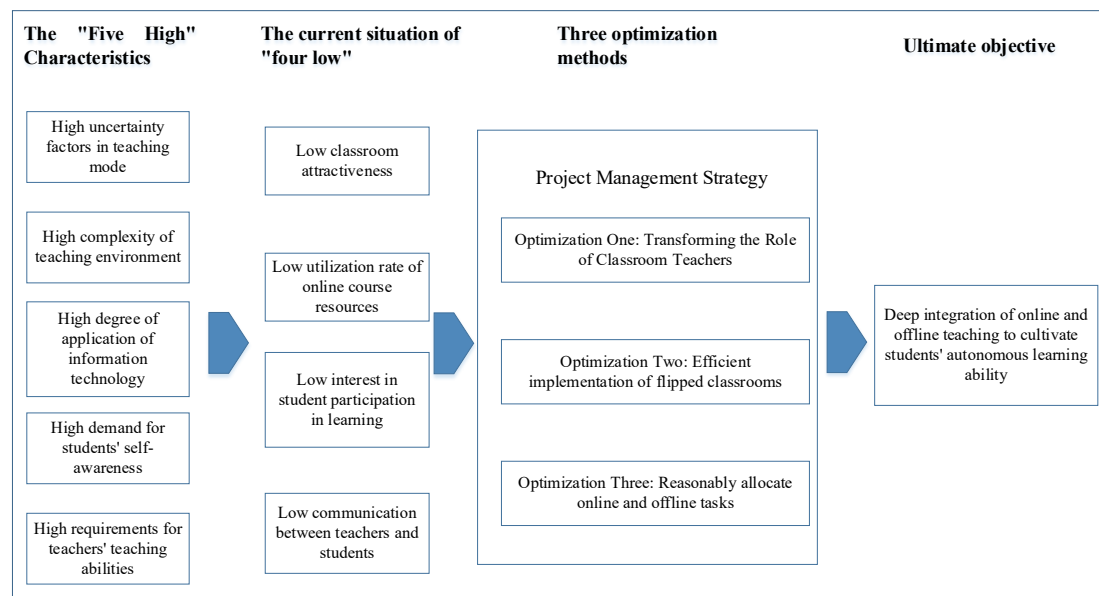 The "Five High"
Characteristics
High uncertainty
factors in teaching
mode
High complexity of
teaching environment
High degree of
application of
information
technology
High demand for
students' self-
awareness
High requirements for
teachers' teaching
abilities
The current situation of
"four low"
Low classroom
attractiveness
Low utilization rate of
online course
resources
Low interest in
student participation
in learning
Low communication
between teachers and
students
Three optimization
methods
Project Management Strategy
Optimization One: Transforming the Role
of Classroom Teachers
Optimization Two: Efficient
implementation of flipped classrooms
Optimization Three: Reasonably allocate
online and offline tasks
Ultimate objective
Deep integration of online and
offline teaching to cultivate
students' autonomous learning
ability